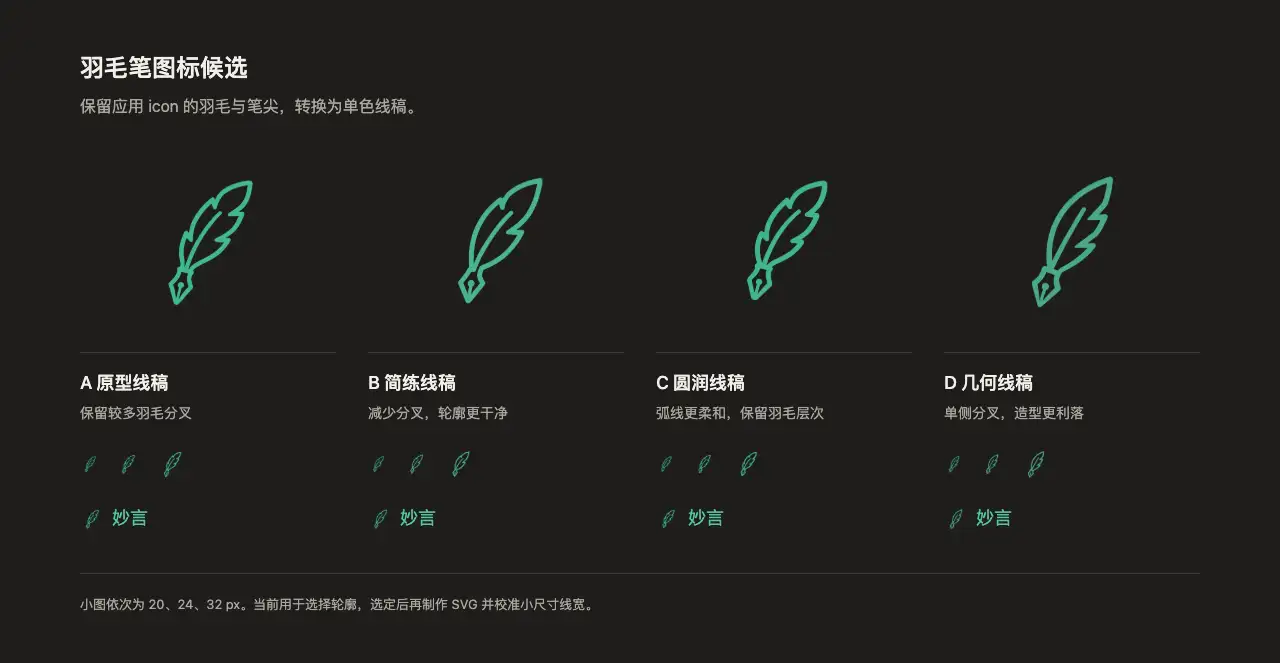 羽毛笔图标候选
保留应用 icon 的羽毛与笔尖，转换为单色线稿。
A 原型线稿
保留较多羽毛分叉
妙言
B 简练线稿
减少分叉，轮廓更干净
妙言
C 圆润线稿
弧线更柔和，保留羽毛层次
妙言
D 几何线稿
单侧分叉，造型更利落
妙言
小图依次为 20、24、32 px。当前用于选择轮廓，选定后再制作 SVG 并校准小尺寸线宽。